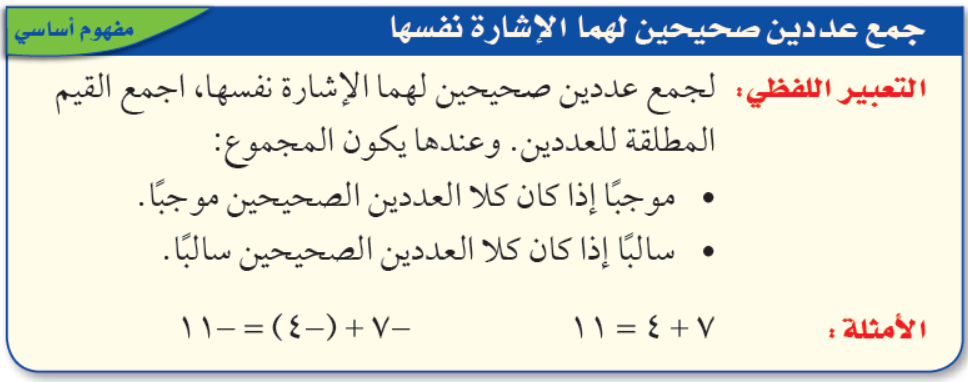 جمع عددين صحيحين لهما الإشارة نفسها
مفهوم أساسي
التعبير اللفظي: لجمع عددين صحيحين لهما الإشارة نفسها، اجمع القيم
المطلقة للعددين. وعندها يكون المجموع:
• موجبًا إذا كان كلا العددين الصحيحين موجبًا.
• سالبًا إذا كان كلا العددين الصحيحين سالبًا.
الأمثلة: ٧ + ٤ = ١١ −٧ + (−٤) = −١١